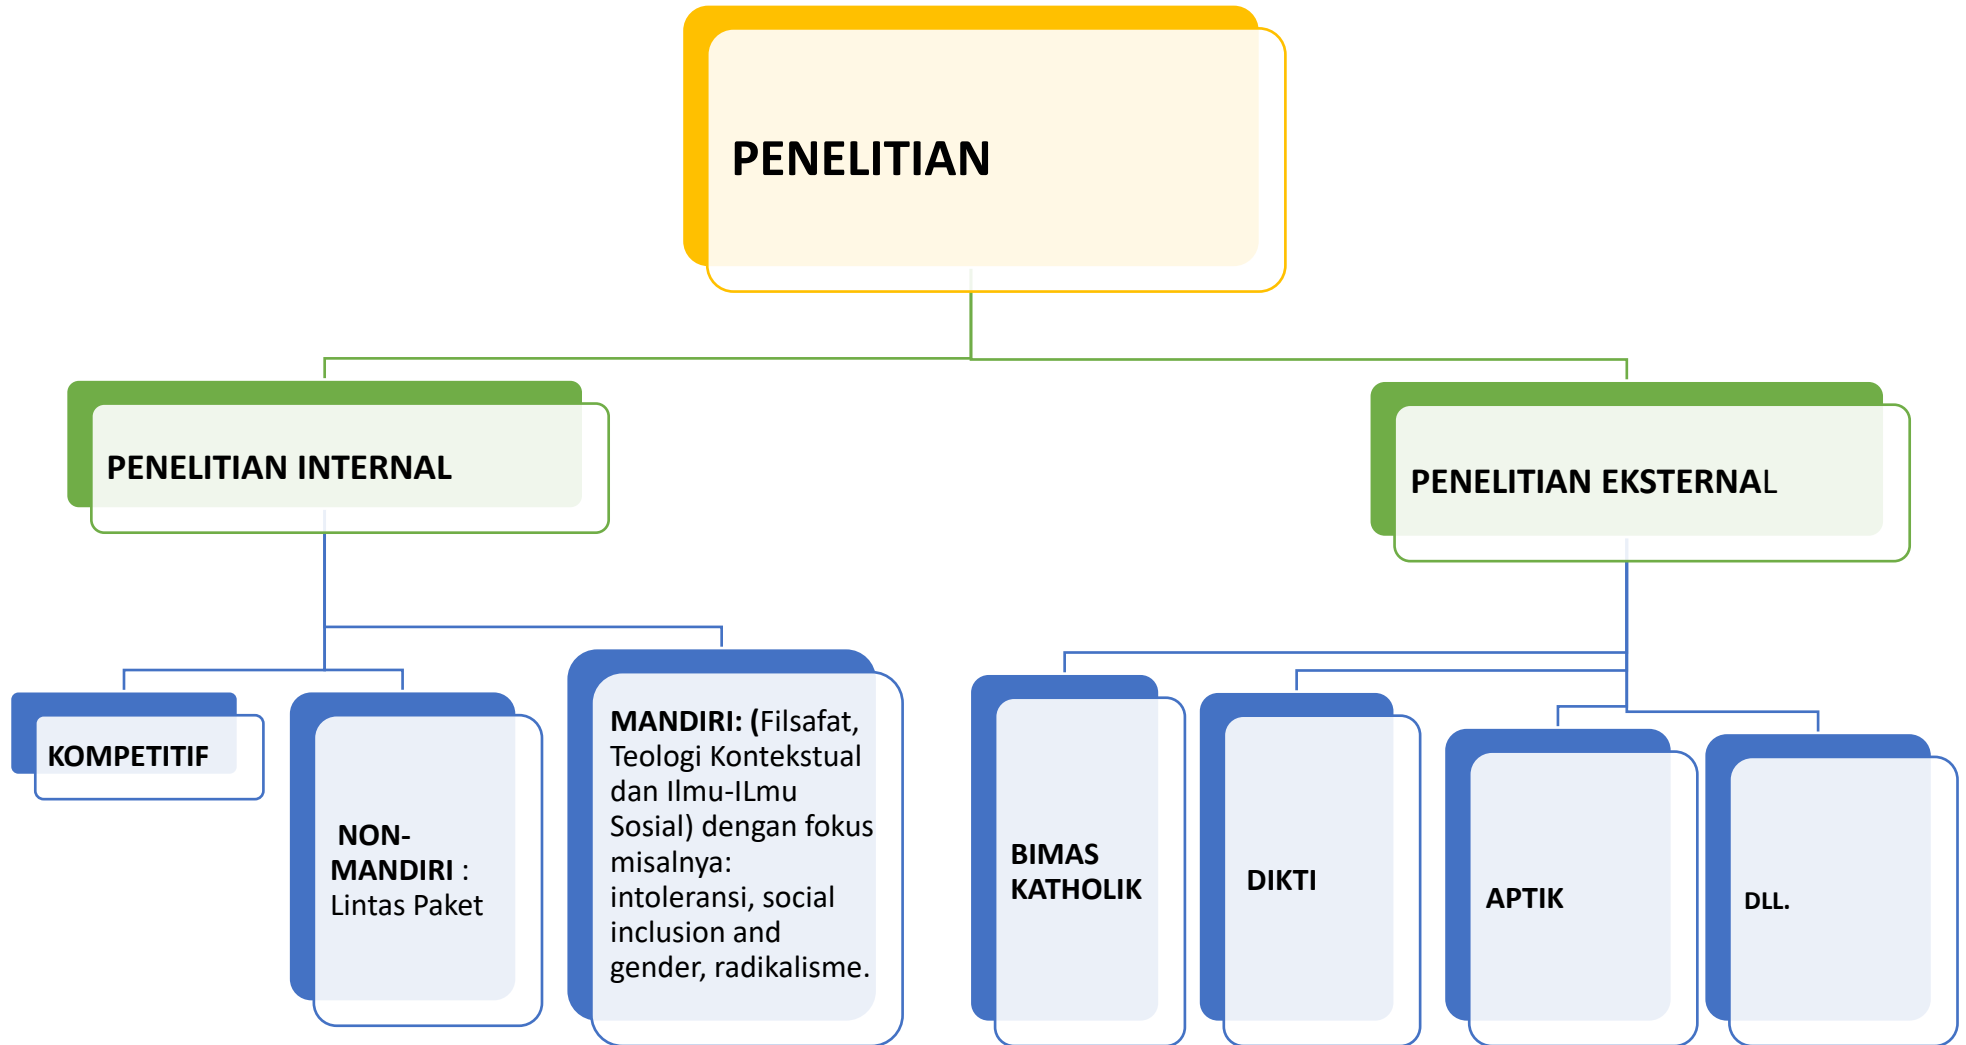 PENELITIAN
PENELITIAN INTERNAL
PENELITIAN EKSTERNAL
KOMPETITIF
NON-
MANDIRI :
Lintas Paket
MANDIRI: (Filsafat,
Teologi Kontekstual
dan Ilmu-ILmu
Sosial) dengan fokus
misalnya:
intoleransi, social
inclusion and
gender, radikalisme.
BIMAS
KATHOLIK
DIKTI
APTIK
DLL.